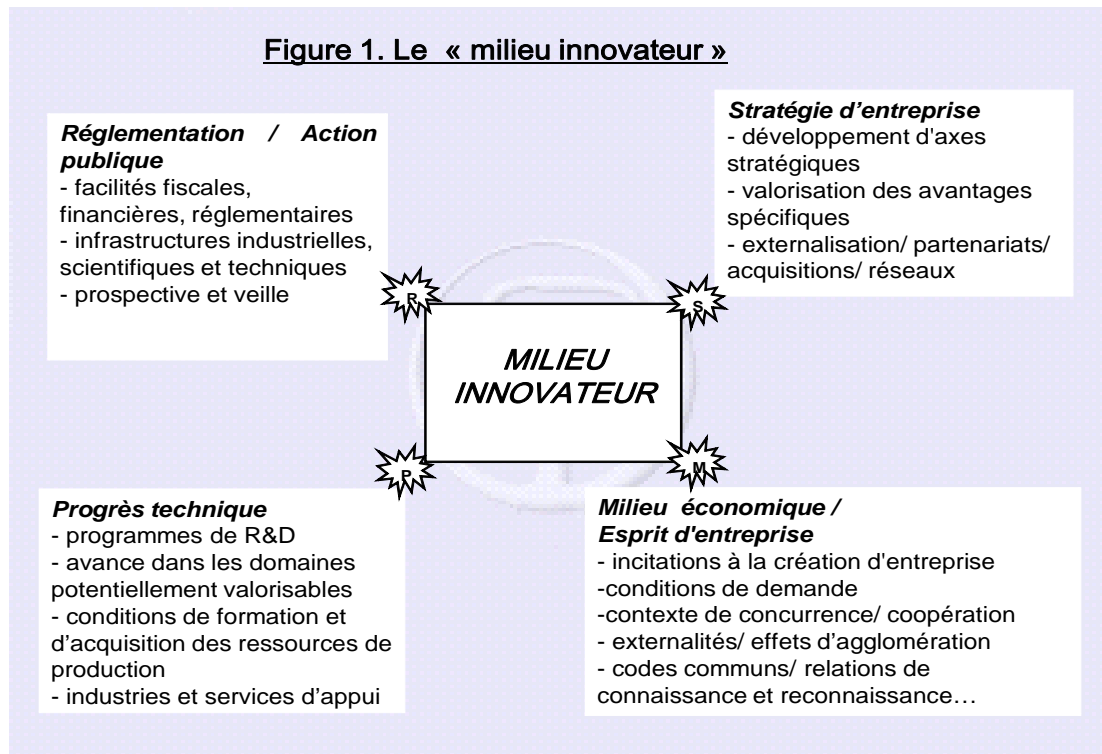 Figure 1. Le « milieu innovateur »
Réglementation / Action
publique
- facilités fiscales,
financières, réglementaires
- infrastructures industrielles,
scientifiques et techniques
- prospective et veille
Stratégie d’entreprise
- développement d'axes
stratégiques
- valorisation des avantages
spécifiques
- externalisation/ partenariats/
acquisitions/ réseaux
R
S
MILIEU
INNOVATEUR
P
M
Progrès technique
- programmes de R&D
- avance dans les domaines
potentiellement valorisables
- conditions de formation et
d’acquisition des ressources de
production
- industries et services d’appui
Milieu économique /
Esprit d'entreprise
- incitations à la création d'entreprise
-conditions de demande
-contexte de concurrence/ coopération
- externalités/ effets d’agglomération
- codes communs/ relations de
connaissance et reconnaissance…